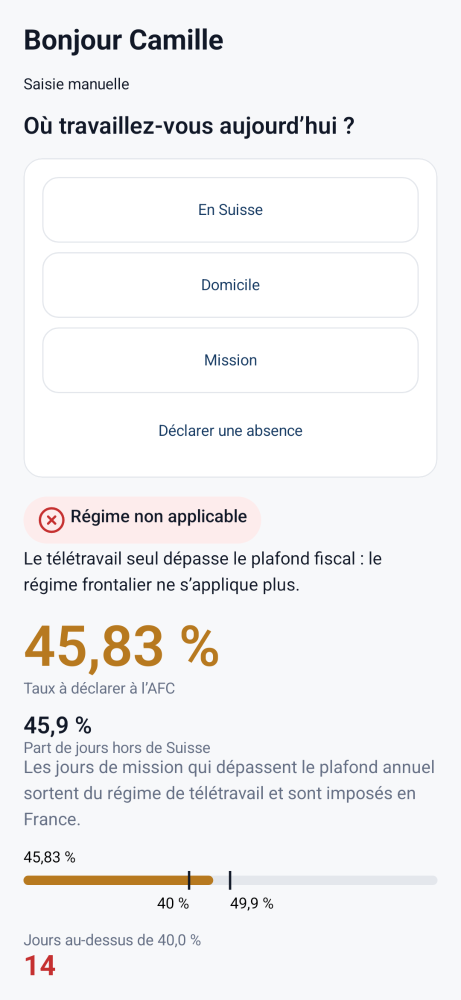 Bonjour Camille
Saisie manuelle
Où travaillez-vous aujourd’hui ?
En Suisse
Domicile
Mission
Déclarer une absence
Régime non applicable
Le télétravail seul dépasse le plafond fiscal : le
régime frontalier ne s’applique plus.
45,83 %
Taux à déclarer à l’AFC
45,9 %
Part de jours hors de Suisse
Les jours de mission qui dépassent le plafond annuel
sortent du régime de télétravail et sont imposés en
France.
45,83 %
40 %
49,9 %
Jours au-dessus de 40,0 %
14